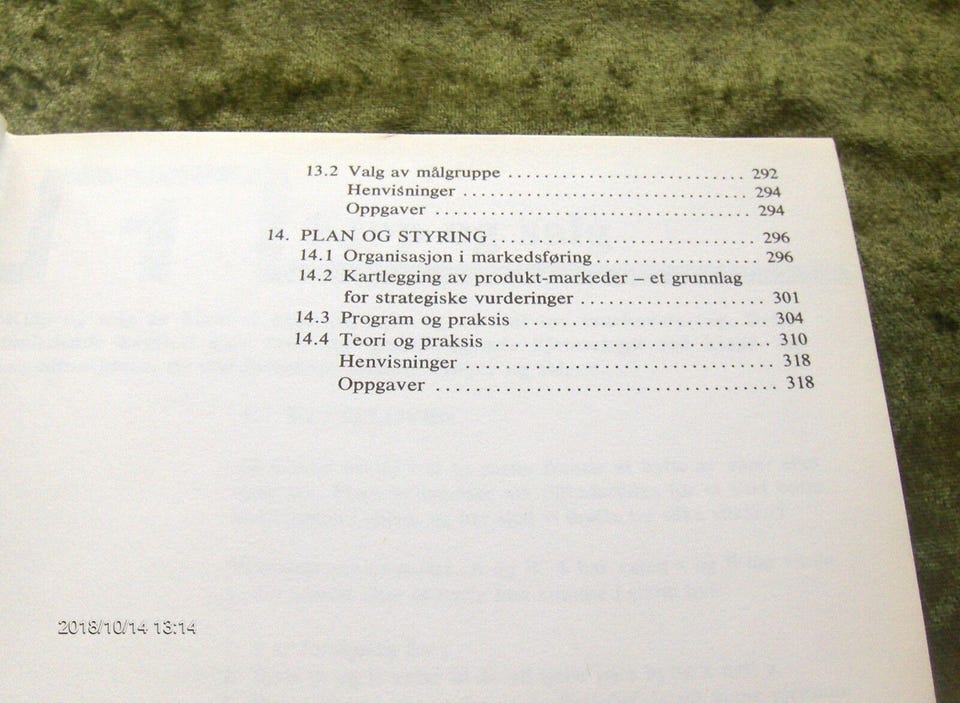 13.2 Valg av målgruppe ........................... 292
Henvisninger .................................. 294
Oppgaver ..................................... 294
14. PLAN OG STYRING.............................. 296
14.1 Organisasjon i markedsføring.................. 296
14.2 Kartlegging av produkt-markeder – et grunnlag
for strategiske vurderinger ..................... 301
14.3 Program og praksis ........................... 304
14.4 Teori og praksis ............................... 310
Henvisninger .................................. 318
Oppgaver ..................................... 318
2018/10/14 13:14